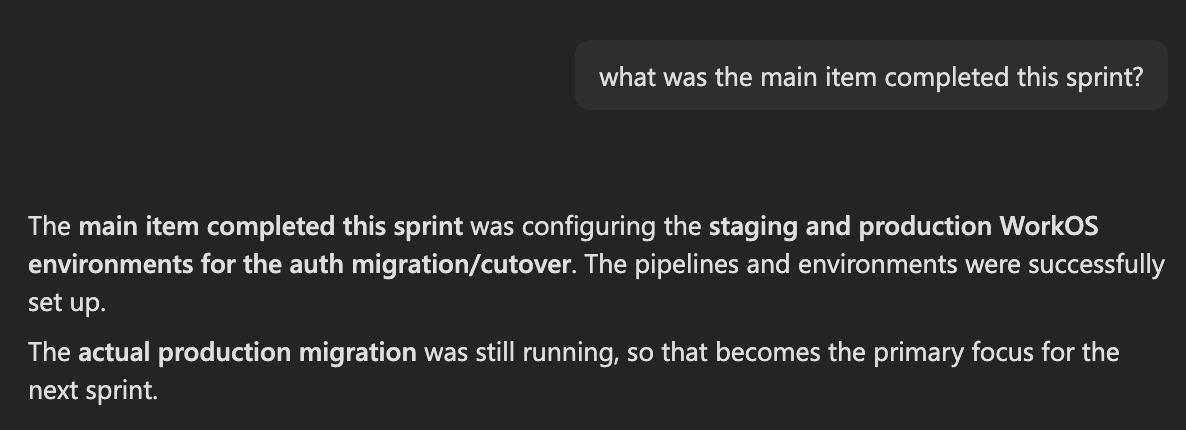 what was the main item completed this sprint?
The main item completed this sprint was configuring the staging and production WorkOS
environments for the auth migration/cutover. The pipelines and environments were successfully
set up.
The actual production migration was still running, so that becomes the primary focus for the
next sprint.